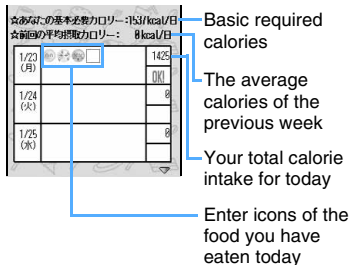 ☆あなたの基本必要カロリー:1537kcal/日
☆前回の平均摂取カロリー: 0kcal/日
1/23
(月)
1425
OK!
1/24
(火)
0
1/25
(水)
0
Basic required
calories
The average
calories of the
previous week
Your total calorie
intake for today
Enter icons of the
food you have
eaten today